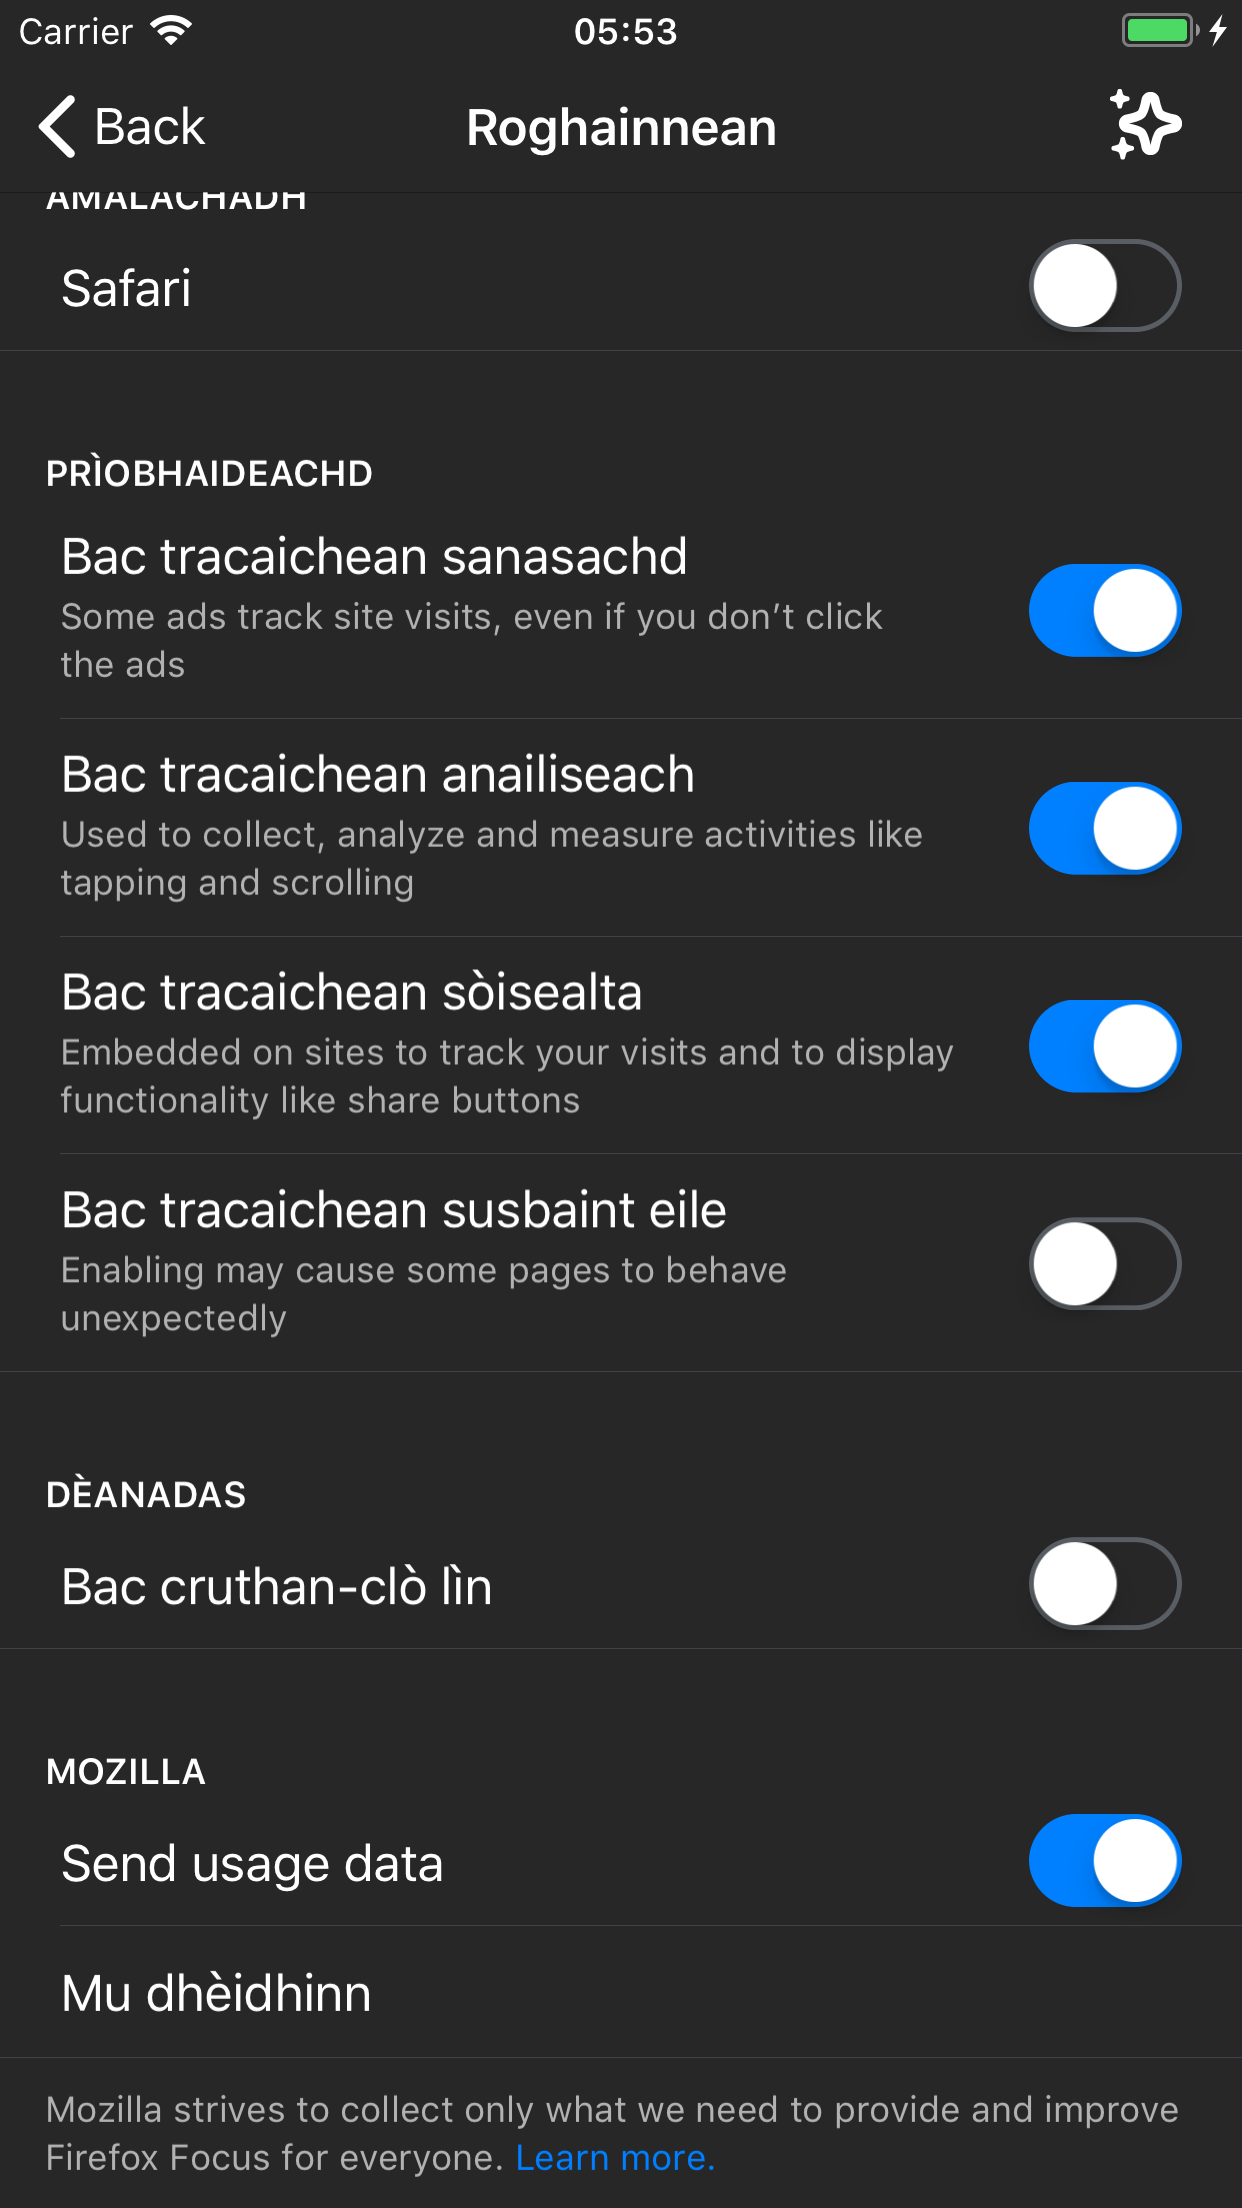 Carrier 05:53
Back Roghainnean
AMALACHADH
Safari
PRÌOBHAIDEACHD
Bac tracaichean sanasachd
Some ads track site visits, even if you don’t click
the ads
Bac tracaichean anailiseach
Used to collect, analyze and measure activities like
tapping and scrolling
Bac tracaichean sòisealta
Embedded on sites to track your visits and to display
functionality like share buttons
Bac tracaichean susbaint eile
Enabling may cause some pages to behave
unexpectedly
DÈANADAS
Bac cruthan-clò lìn
MOZILLA
Send usage data
Mu dhèidhinn
Mozilla strives to collect only what we need to provide and improve
Firefox Focus for everyone. Learn more.